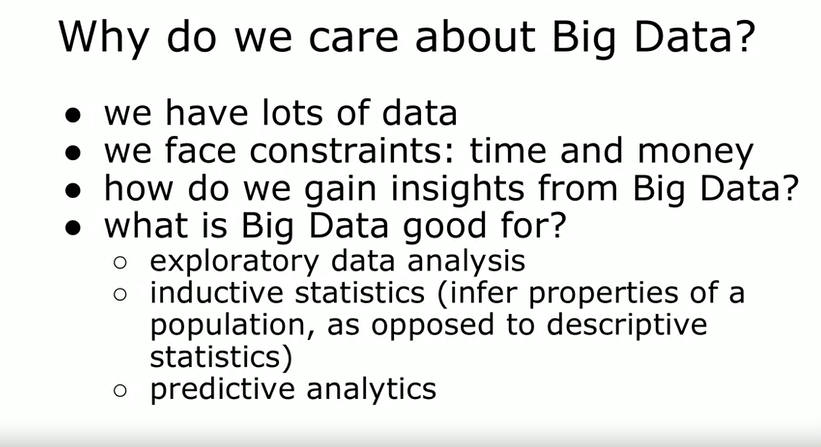 Why do we care about Big Data?
● we have lots of data
● we face constraints: time and money
● how do we gain insights from Big Data?
● what is Big Data good for?
○ exploratory data analysis
○ inductive statistics (infer properties of a
population, as opposed to descriptive
statistics)
○ predictive analytics